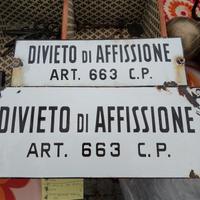 DIVIETO DI AFFISSIONE
ART. 663 C.P.
DIVIETO DI AFFISSIONE
ART. 663 C.P.